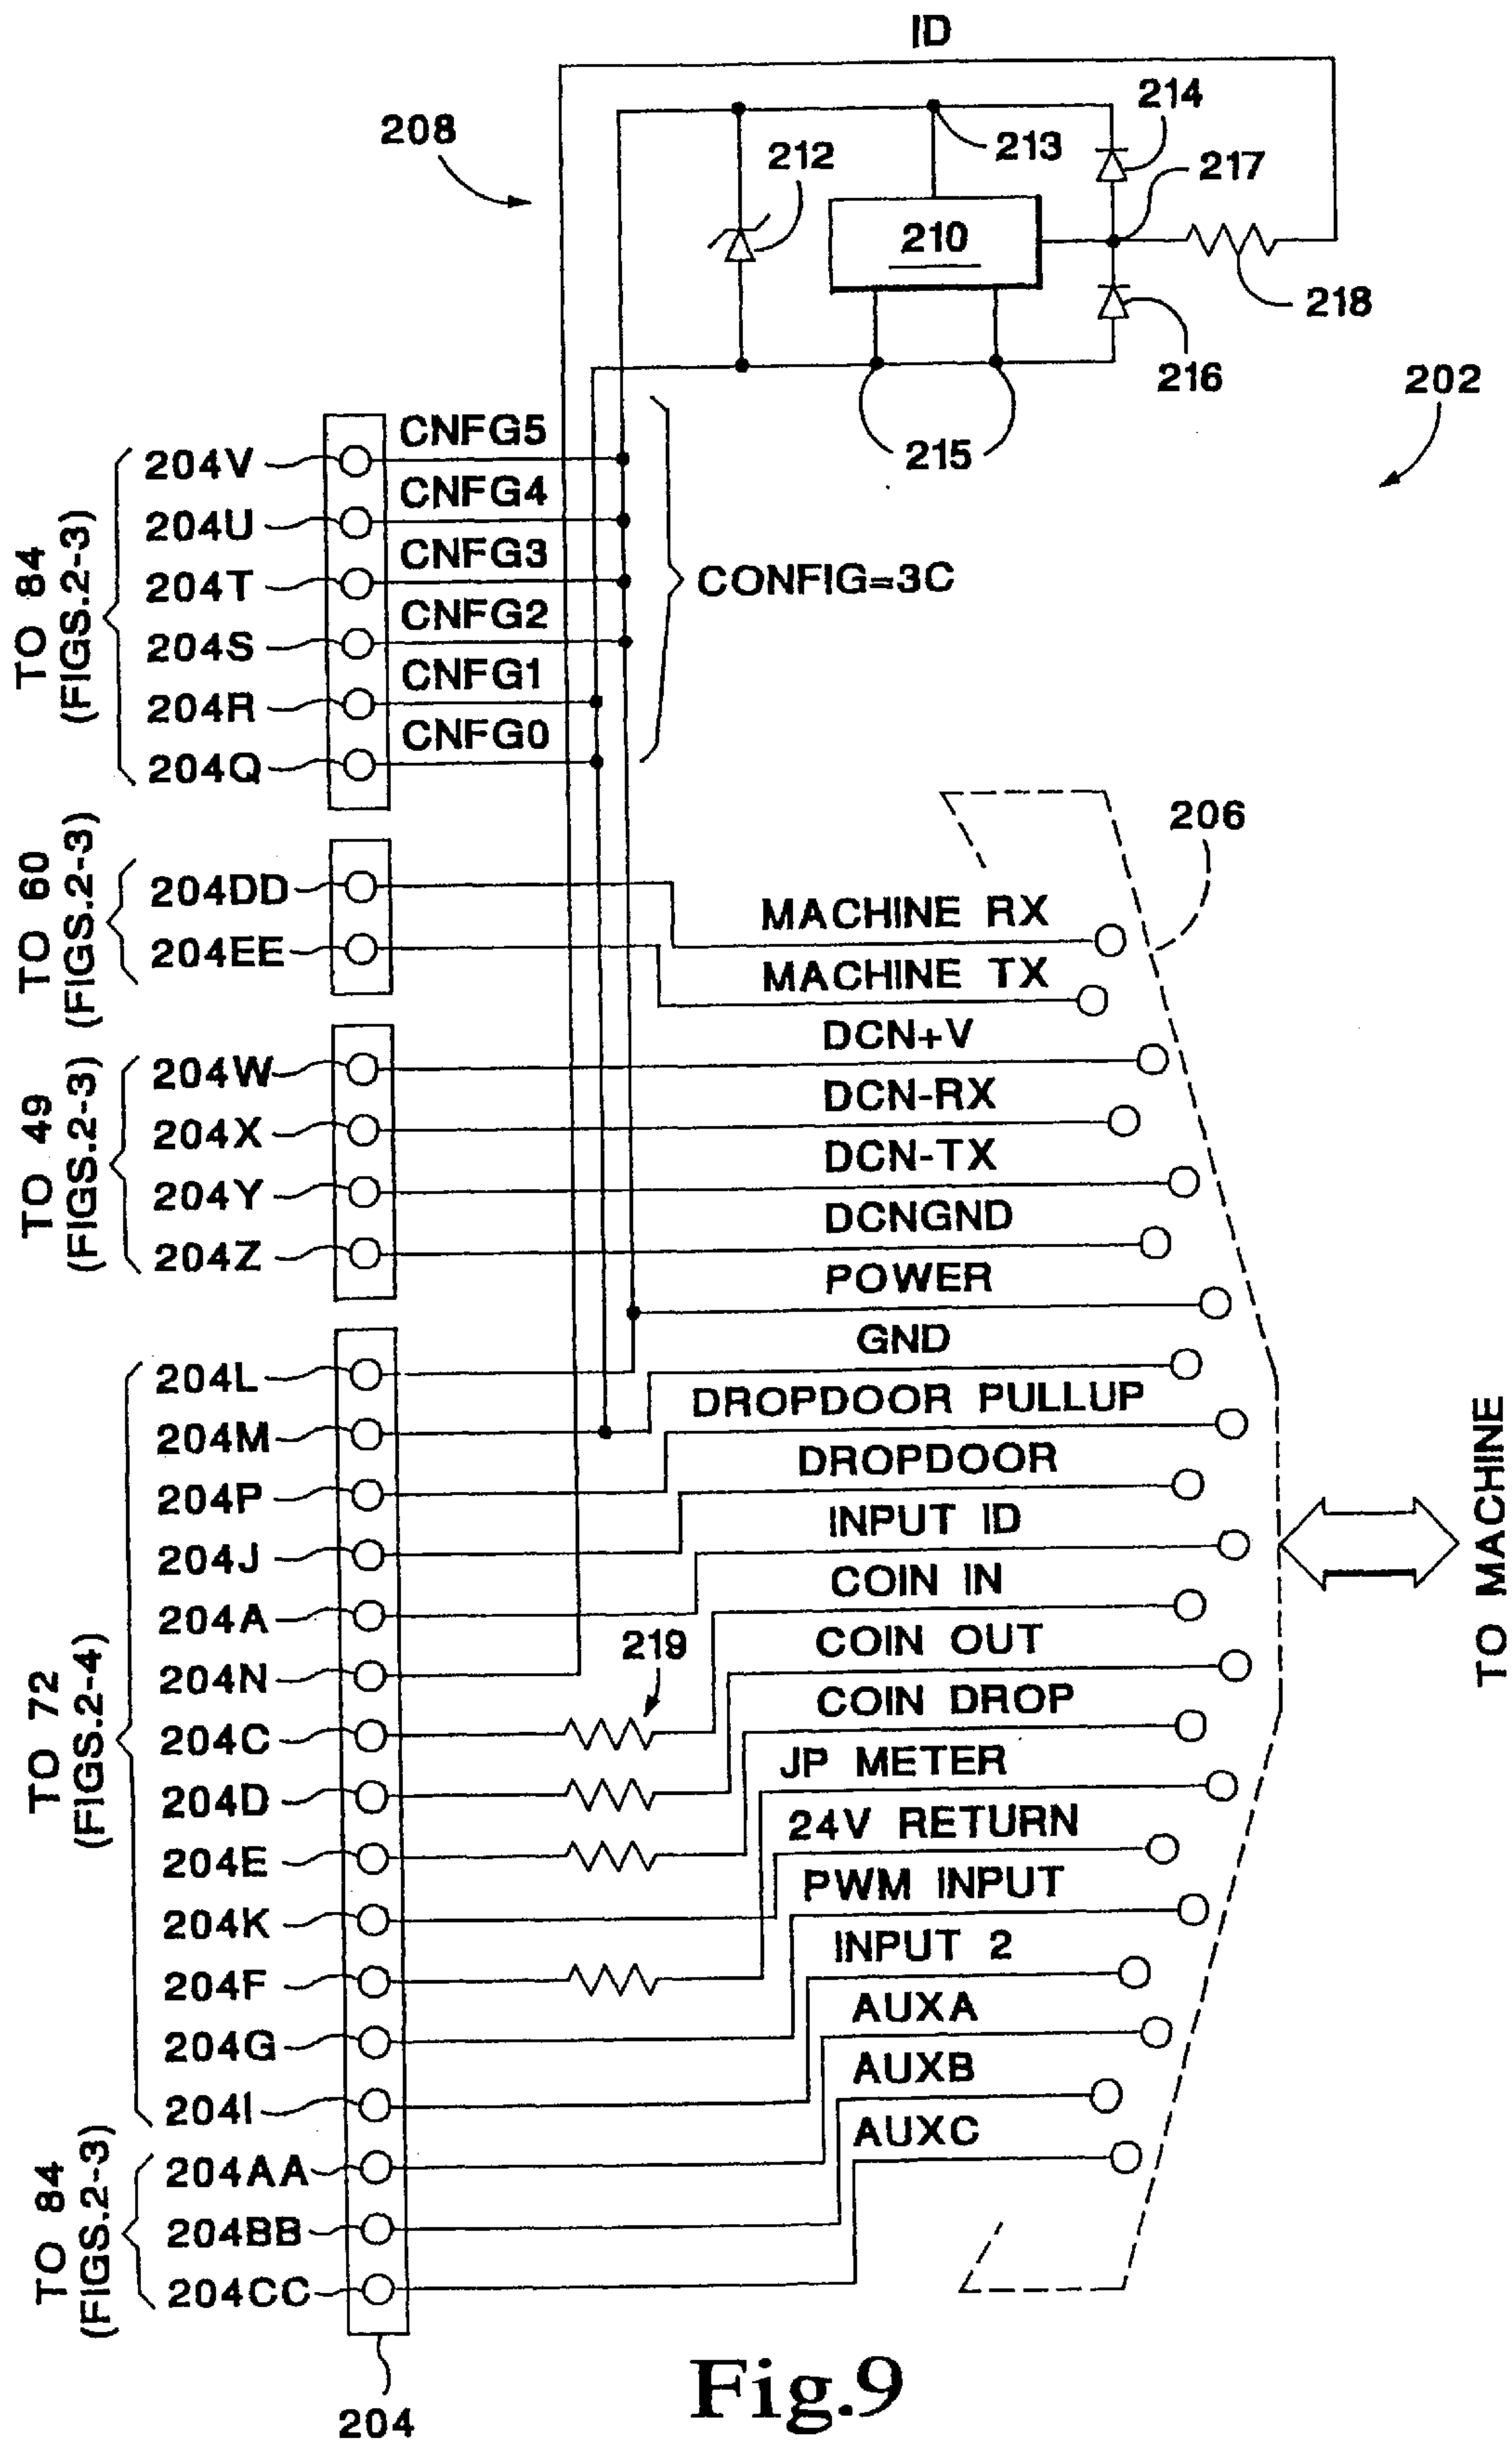 ID
208
212
213
214
217
210
218
216
215
202
TO 84
(FIGS.2-3)
204V
CNFG5
204U
CNFG4
204T
CNFG3
204S
CNFG2
204R
CNFG1
204Q
CNFG0
CONFIG=3C
206
TO 60
(FIGS.2-3)
204DD
204EE
MACHINE RX
MACHINE TX
TO 49
(FIGS.2-3)
204W
DCN+V
204X
DCN-RX
204Y
DCN-TX
204Z
DCNGND
POWER
TO 72
(FIGS.2-4)
204L
GND
204M
DROPDOOR PULLUP
204P
DROPDOOR
204J
INPUT ID
204A
COIN IN
204N
219
COIN OUT
204C
COIN DROP
204D
JP METER
204E
24V RETURN
204K
PWM INPUT
204F
INPUT 2
204G
AUXA
204I
AUXB
TO 84
(FIGS.2-3)
204AA
AUXC
204BB
204CC
TO MACHINE
204
Fig.9